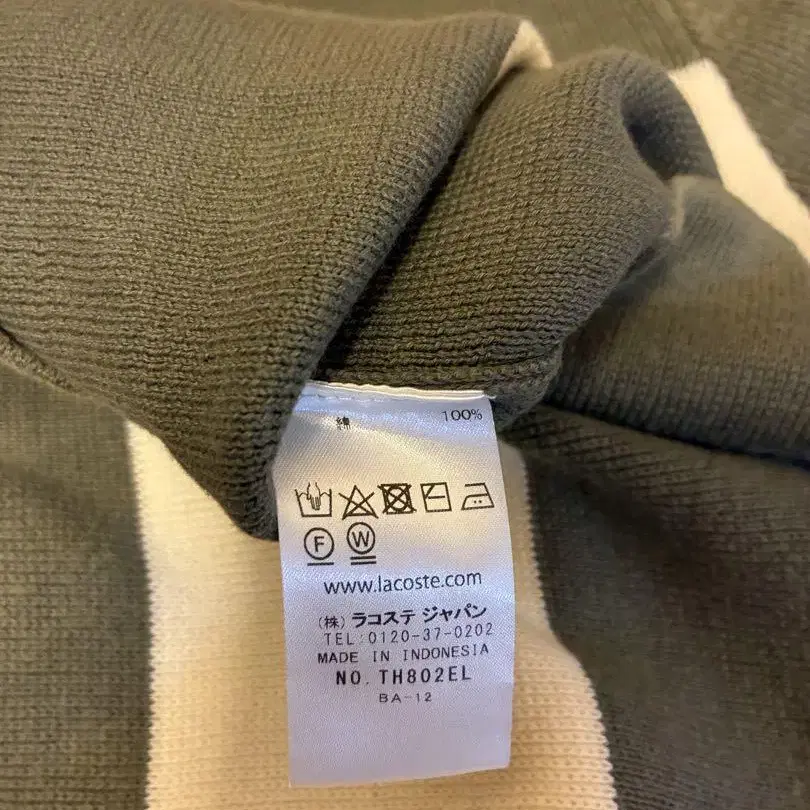 綿 100%
F W
www.lacoste.com
(株) ラコステ ジャパン
TEL:0120-37-0202
MADE IN INDONESIA
NO. TH802EL
BA-12